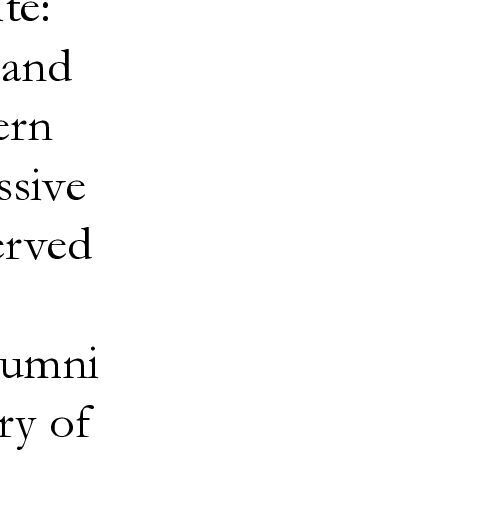 ite:
and
ern
ssive
erved
umni
ry of